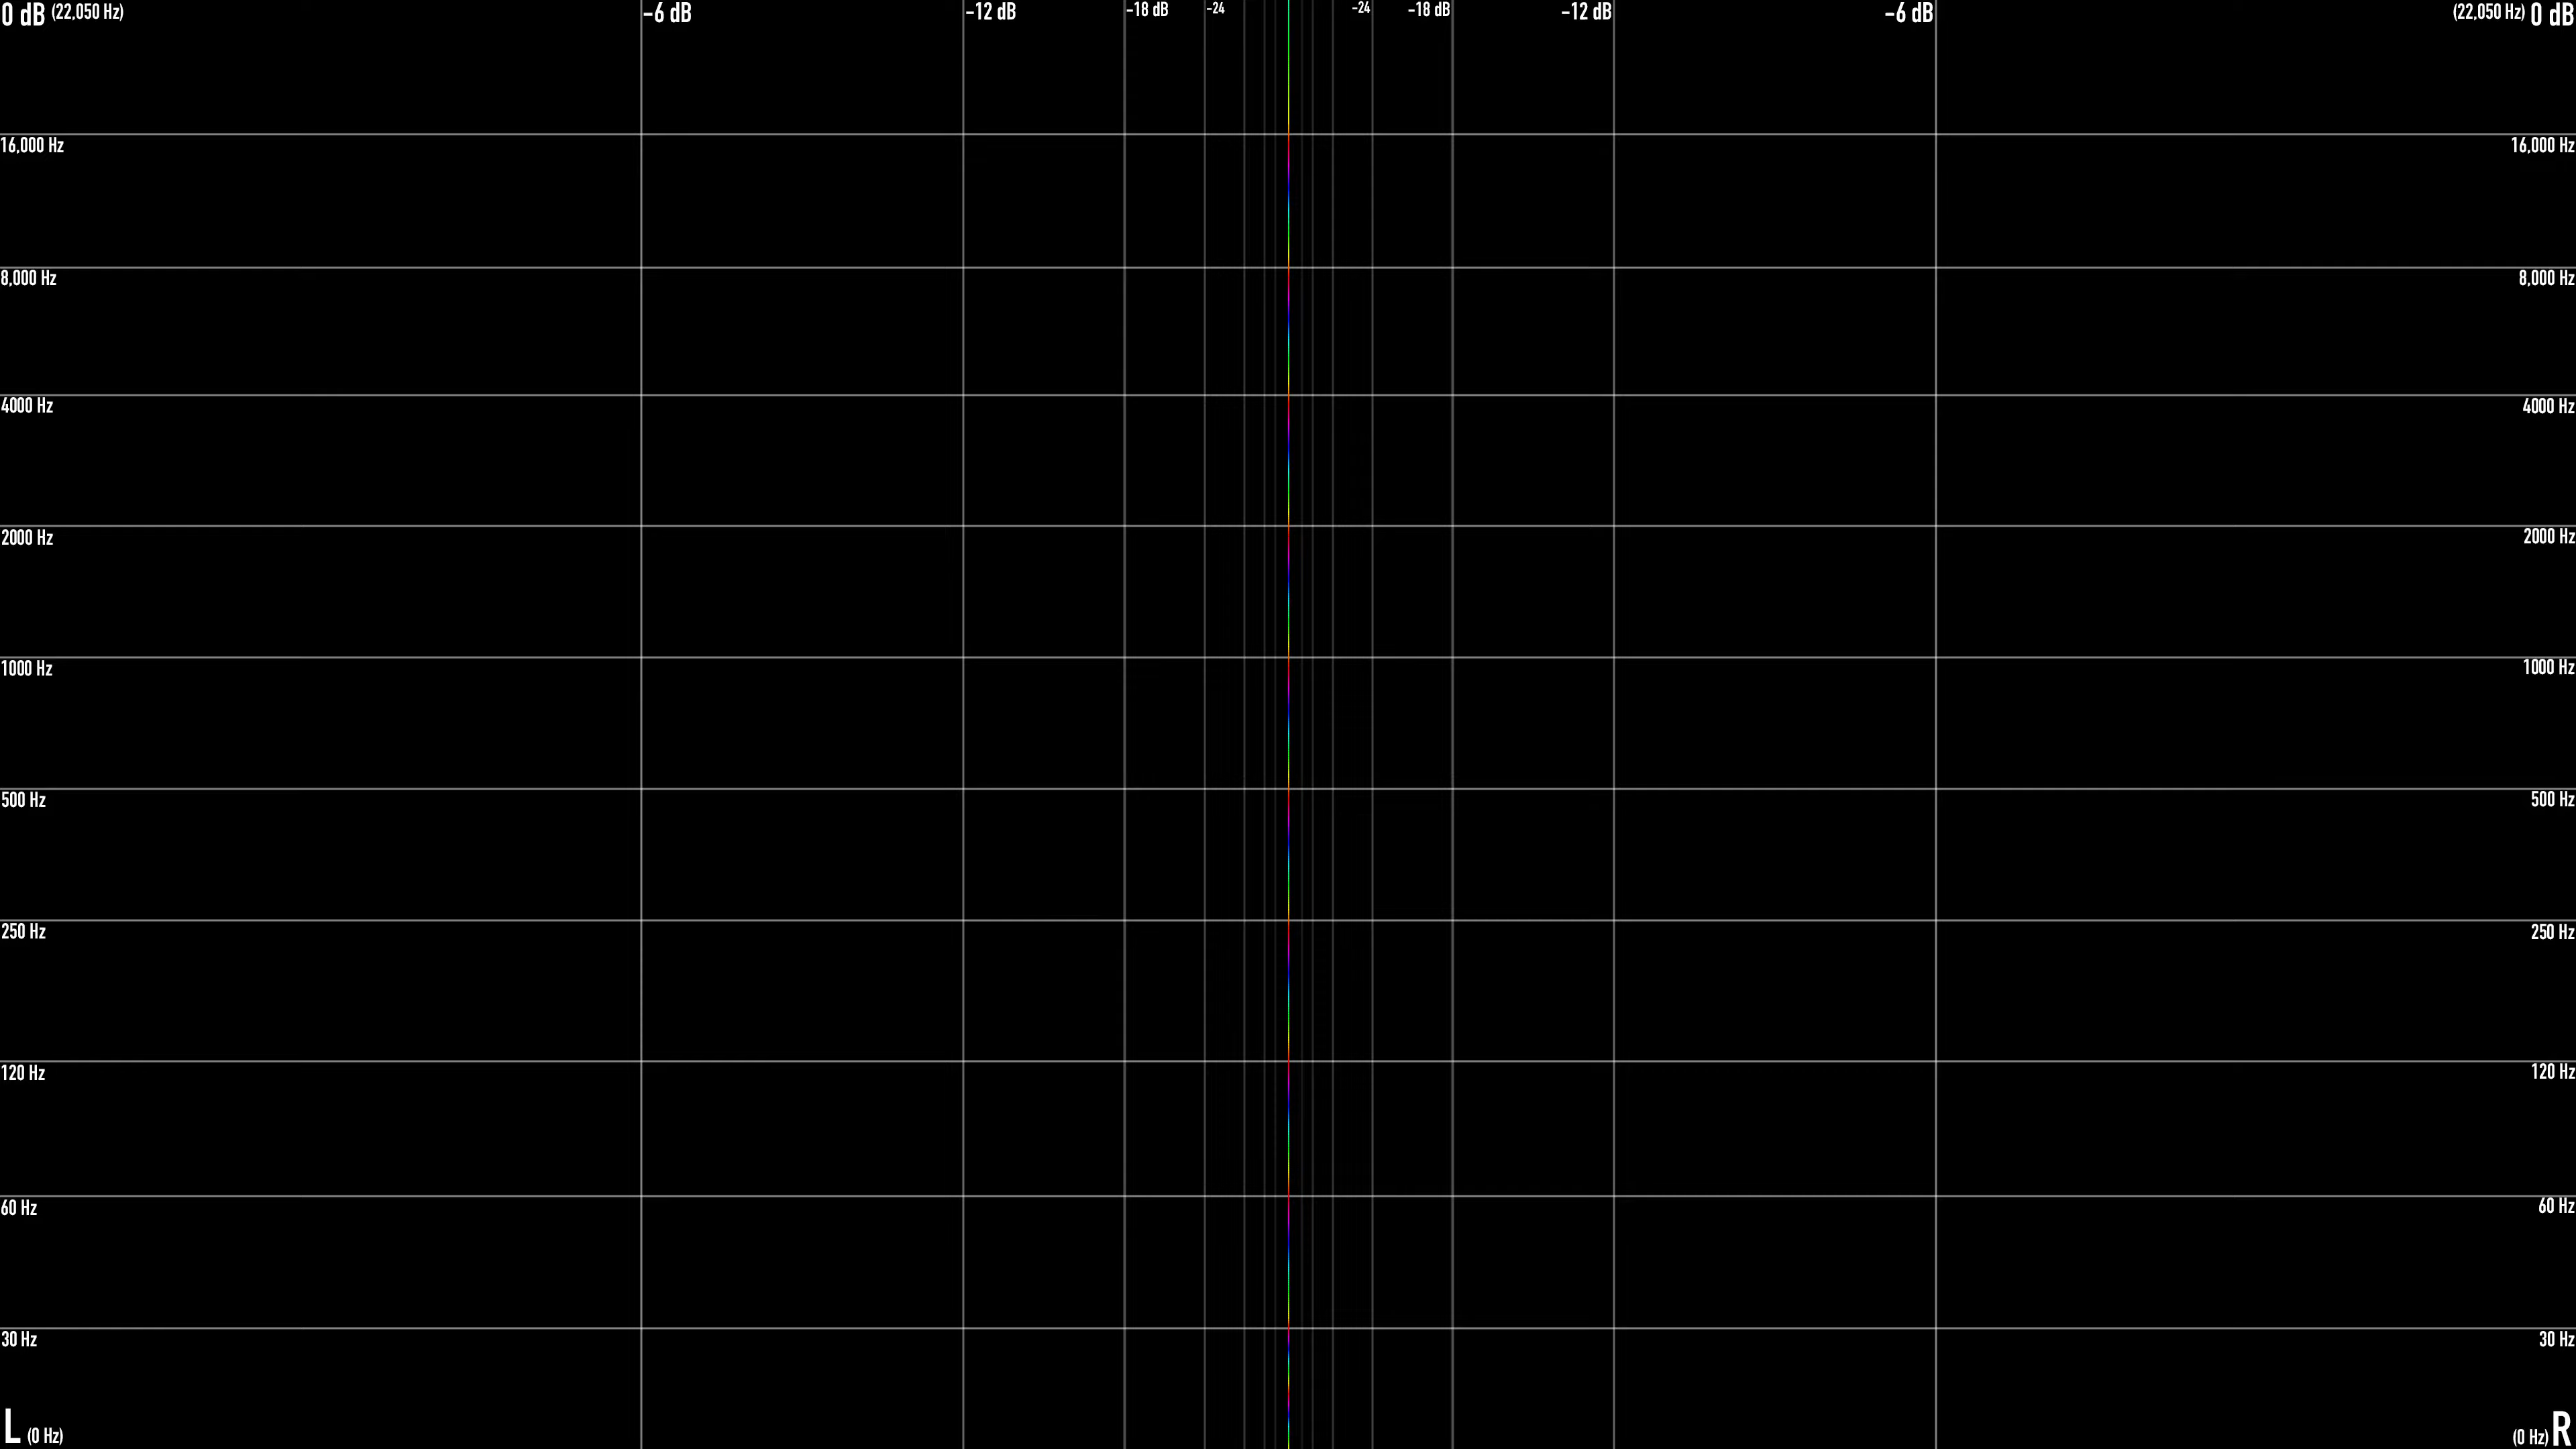 0 dB (22,050 Hz) −6 dB −12 dB −18 dB −24 −24 −18 dB −12 dB −6 dB (22,050 Hz) 0 dB
16,000 Hz 16,000 Hz
8,000 Hz 8,000 Hz
4000 Hz 4000 Hz
2000 Hz 2000 Hz
1000 Hz 1000 Hz
500 Hz 500 Hz
250 Hz 250 Hz
120 Hz 120 Hz
60 Hz 60 Hz
30 Hz 30 Hz
L (0 Hz) (0 Hz) R